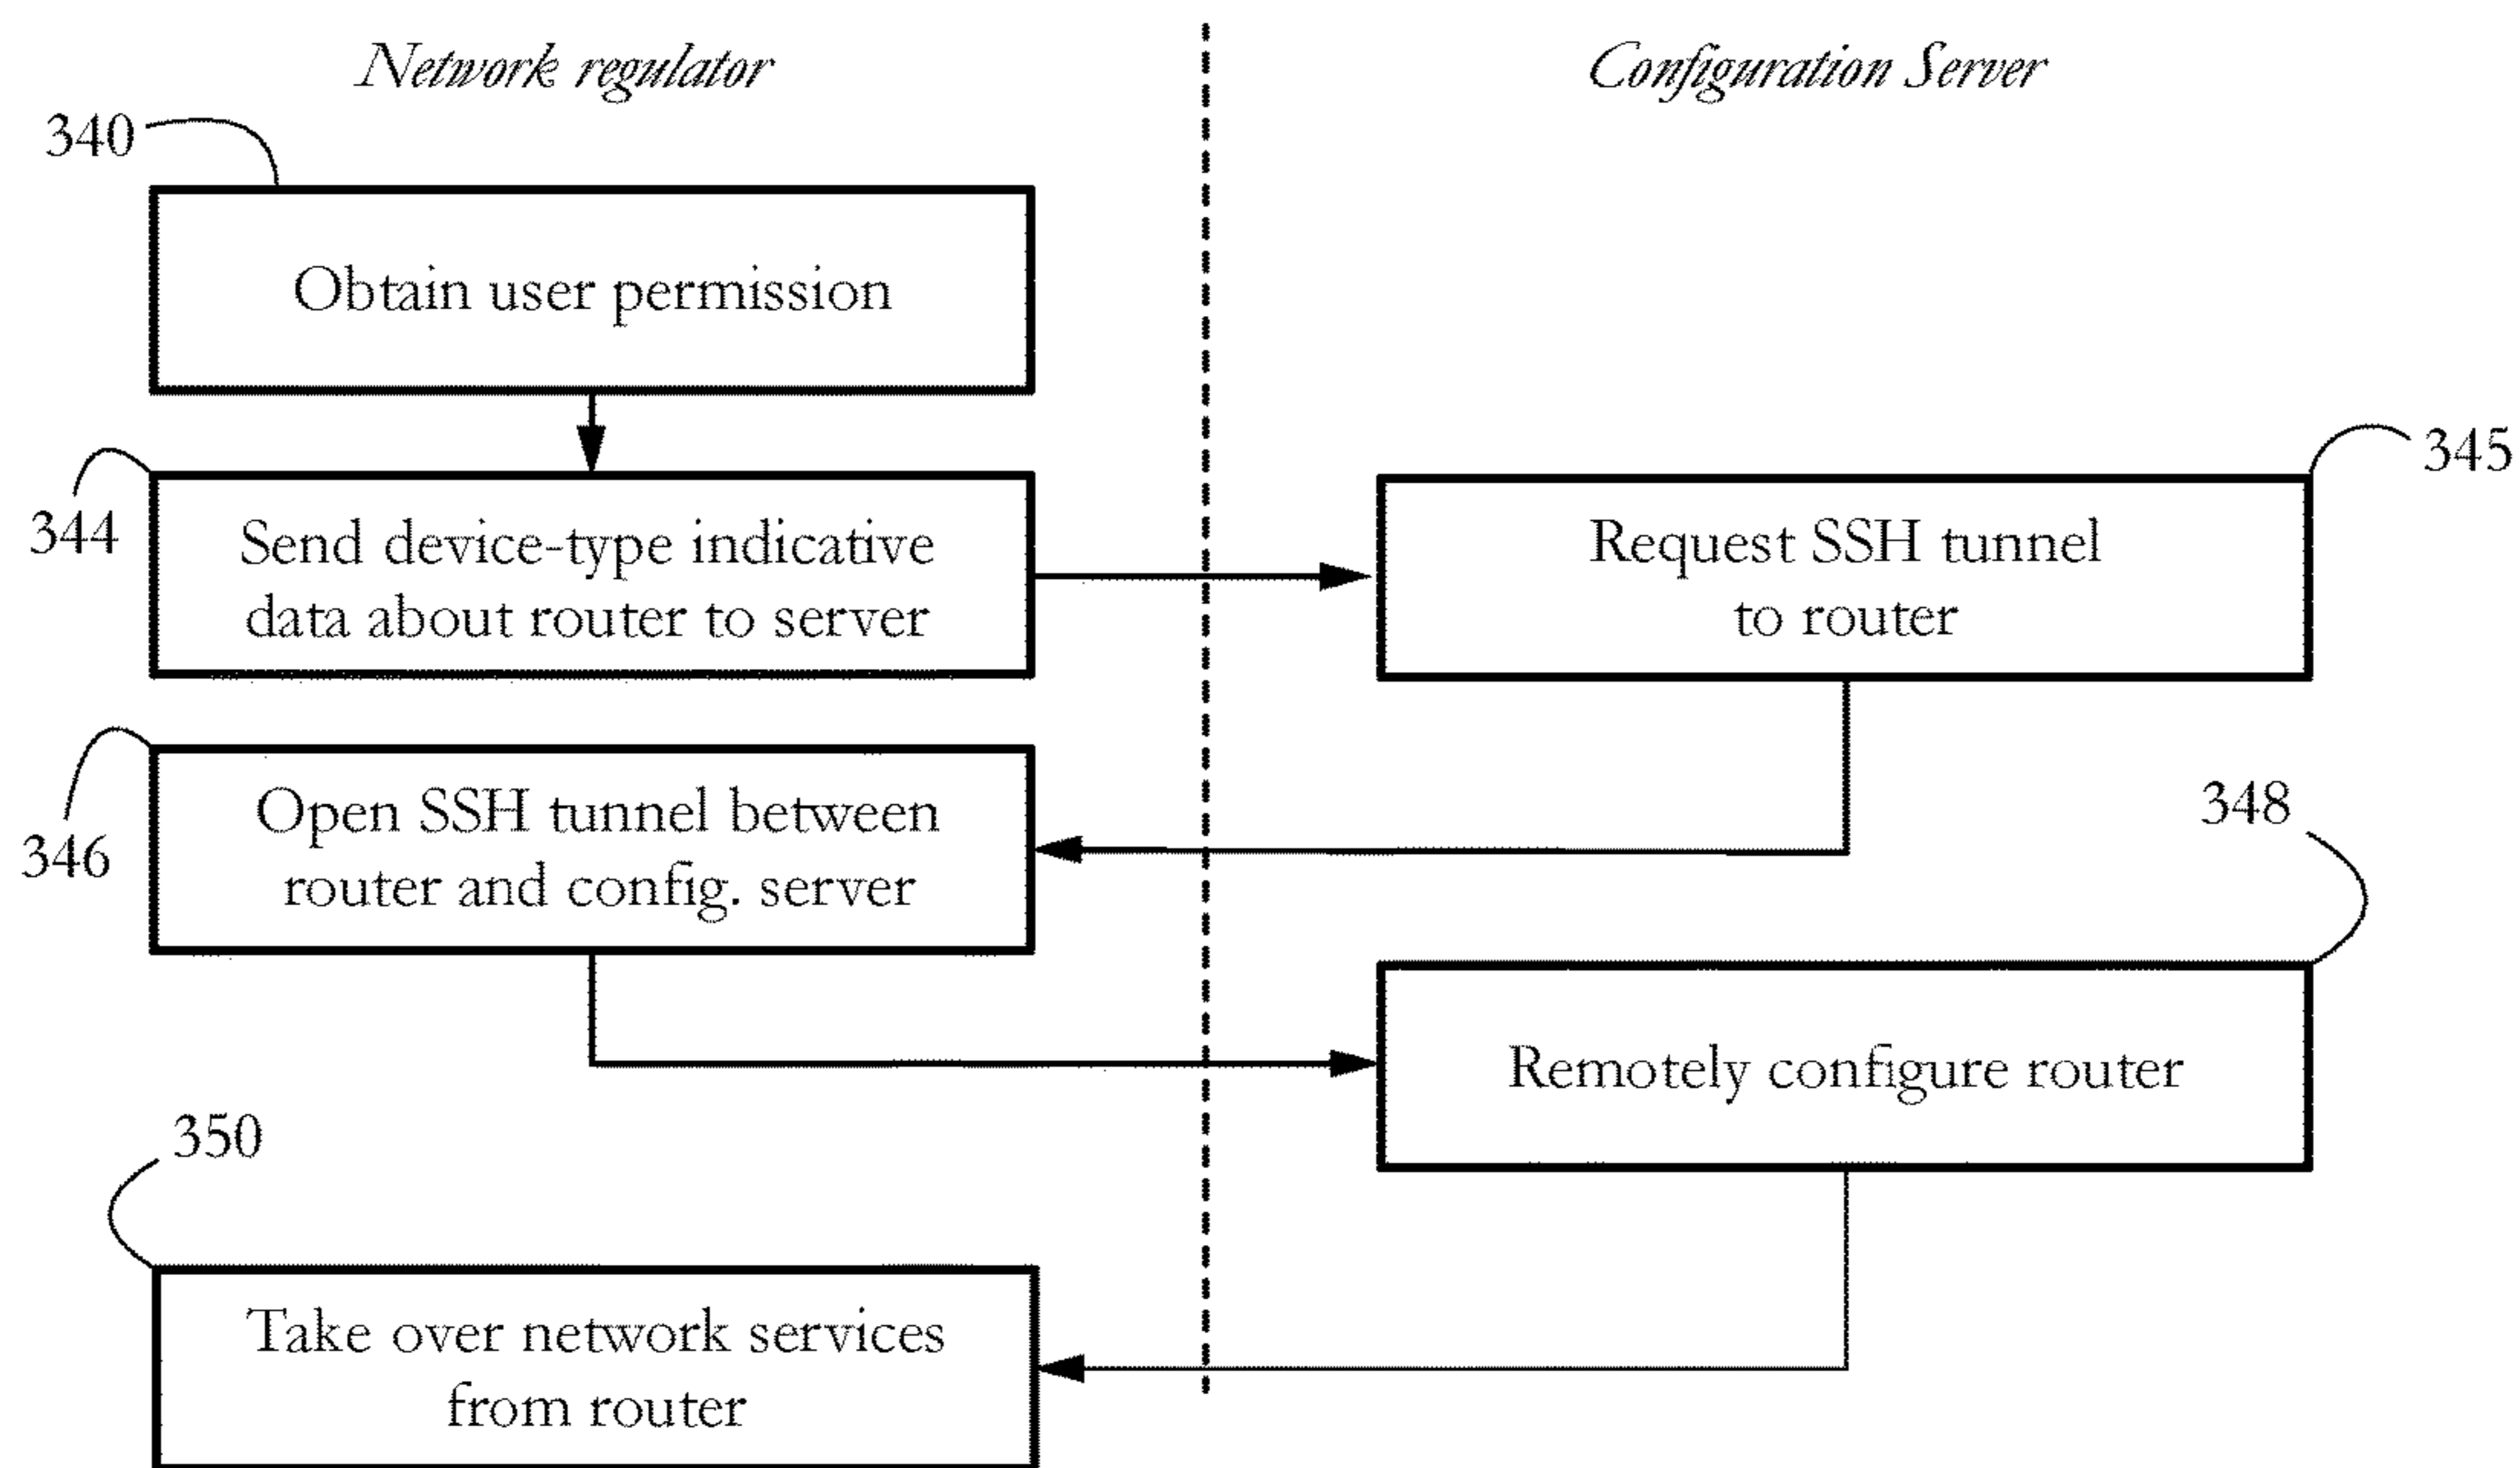 Network regulator
Configuration Server
340
Obtain user permission
344
Send device-type indicative
data about router to server
345
Request SSH tunnel
to router
346
Open SSH tunnel between
router and config. server
348
Remotely configure router
350
Take over network services
from router